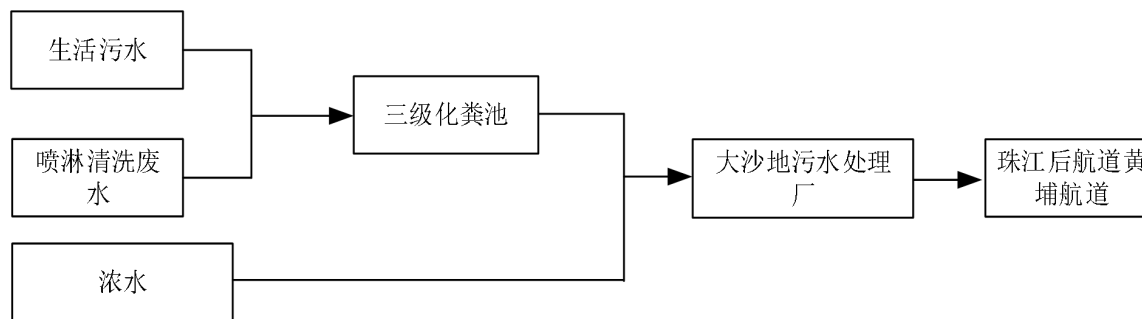 生活污水
喷淋清洗废
水
浓水
三级化粪池
大沙地污水处理
厂
珠江后航道黄
埔航道